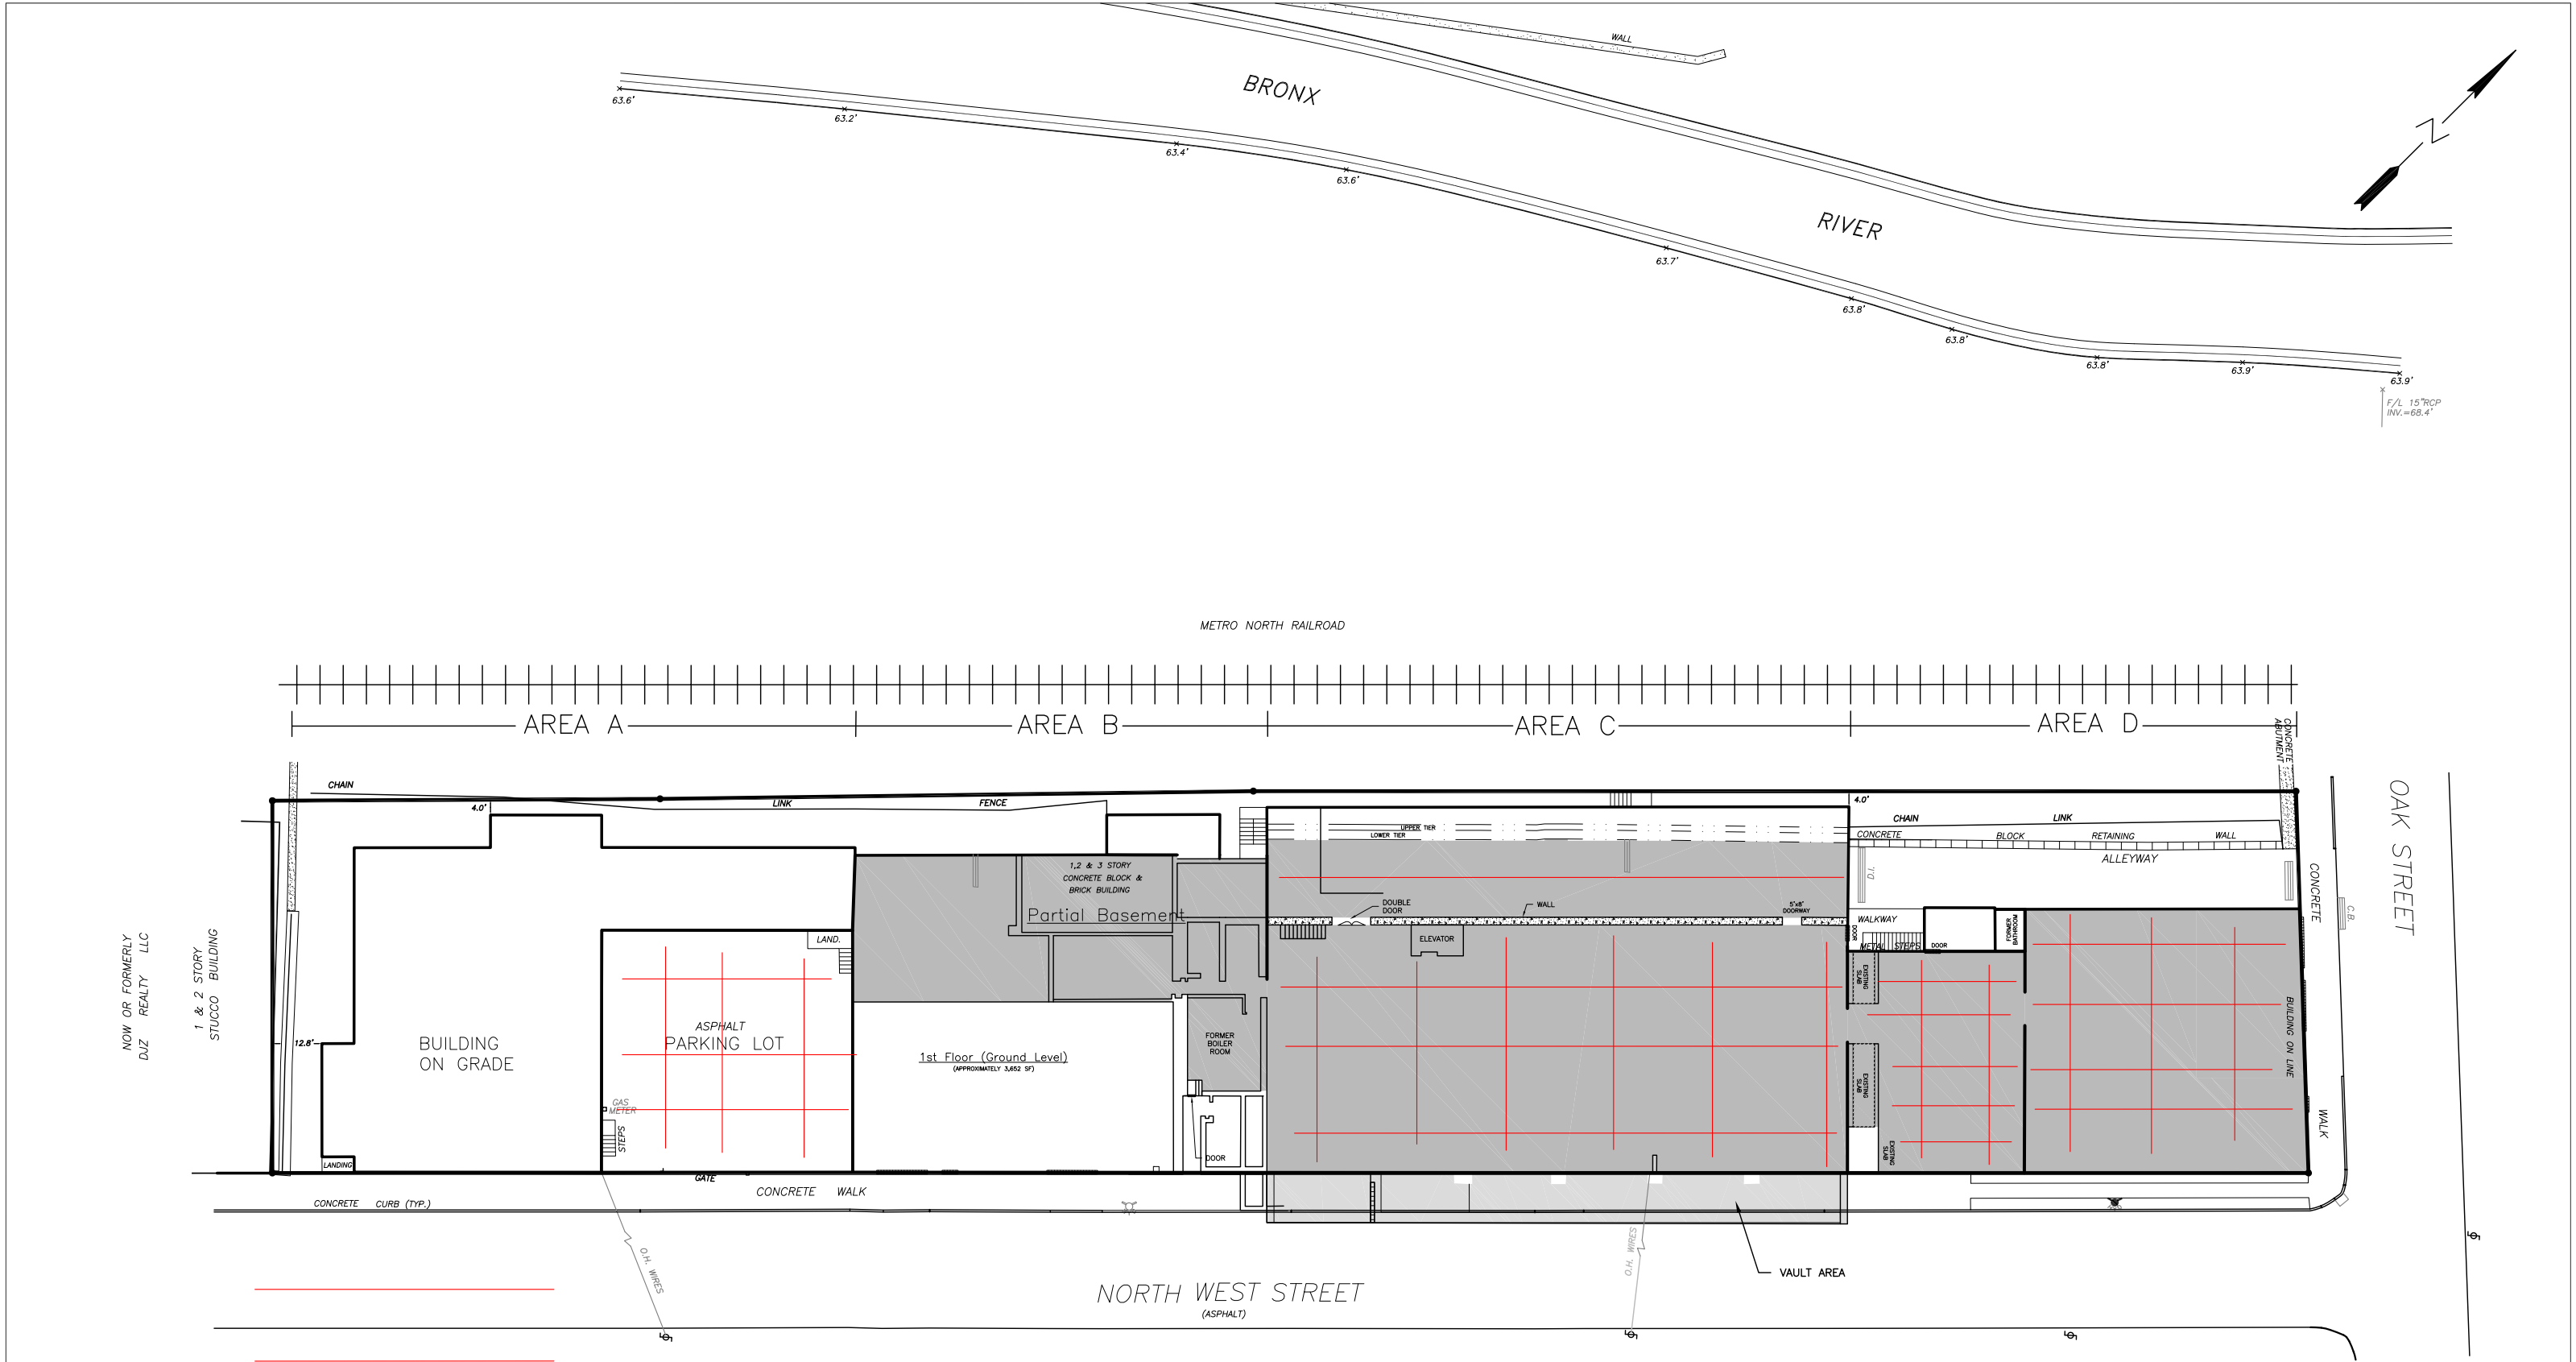 WALL
BRONX
RIVER
N
63.6'
63.2'
63.4'
63.6'
63.7'
63.8'
63.8'
63.8'
63.9'
63.9'
F/L 15"RCP
INV.=68.4'
METRO NORTH RAILROAD
AREA A
AREA B
AREA C
AREA D
CONCRETE
ABUTMENT
CHAIN
LINK
FENCE
4.0'
4.0'
CHAIN
LINK
UPPER TIER
LOWER TIER
CONCRETE
BLOCK
RETAINING
WALL
ALLEYWAY
OAK STREET
1,2 & 3 STORY
CONCRETE BLOCK &
BRICK BUILDING
Partial Basement
DOUBLE
DOOR
WALL
5'x8'
DOORWAY
T.D.
WALKWAY
DOOR
METAL STEPS
DOOR
FORMER
BATHROOM
CONCRETE
C.B.
LAND.
ELEVATOR
NOW OR FORMERLY
DJZ REALTY LLC
1 & 2 STORY
STUCCO BUILDING
12.8'
BUILDING
ON GRADE
ASPHALT
PARKING LOT
1st Floor (Ground Level)
(APPROXIMATELY 3,652 SF)
FORMER
BOILER
ROOM
EXISTING
SLAB
EXISTING
SLAB
EXISTING
SLAB
BUILDING ON LINE
GAS
METER
STEPS
LANDING
DOOR
WALK
GATE
CONCRETE WALK
CONCRETE CURB (TYP.)
O.H. WIRES
O.H. WIRES
VAULT AREA
NORTH WEST STREET
(ASPHALT)